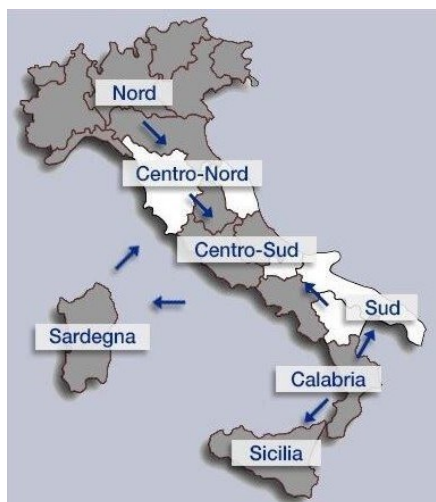 Nord
Centro-Nord
Centro-Sud
Sud
Sardegna
Calabria
Sicilia